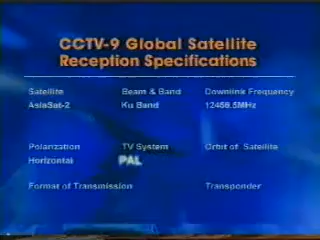 CCTV-9 Global Satellite
Reception Specifications
Satellite Beam & Band Downlink Frequency
AsiaSat-2 Ku Band 12456.5MHz
Polarization TV System Orbit of Satellite
Horizontal PAL
Format of Transmission Transponder